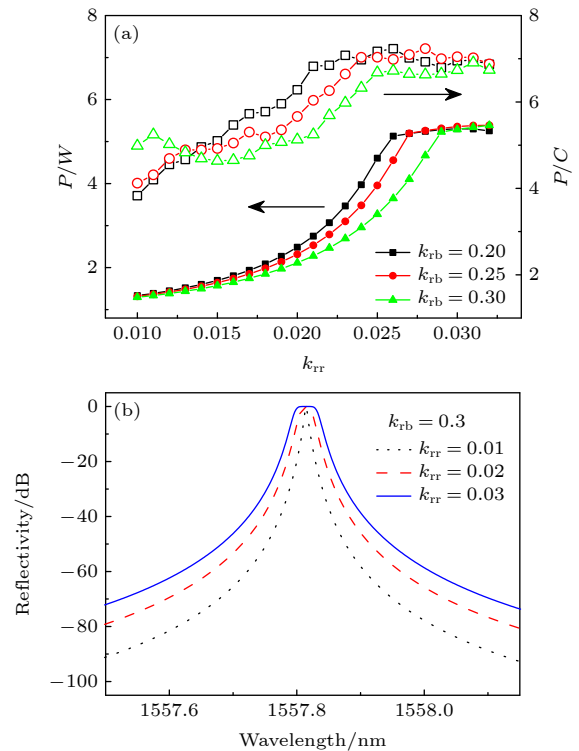 (a)
8
6
4
2
P/W
8
6
4
2
P/C
k_rb = 0.20
k_rb = 0.25
k_rb = 0.30
0.010 0.015 0.020 0.025 0.030
k_rr
(b)
0
−20
−40
−60
−80
−100
Reflectivity/dB
k_rb = 0.3
k_rr = 0.01
k_rr = 0.02
k_rr = 0.03
1557.6 1557.8 1558.0
Wavelength/nm